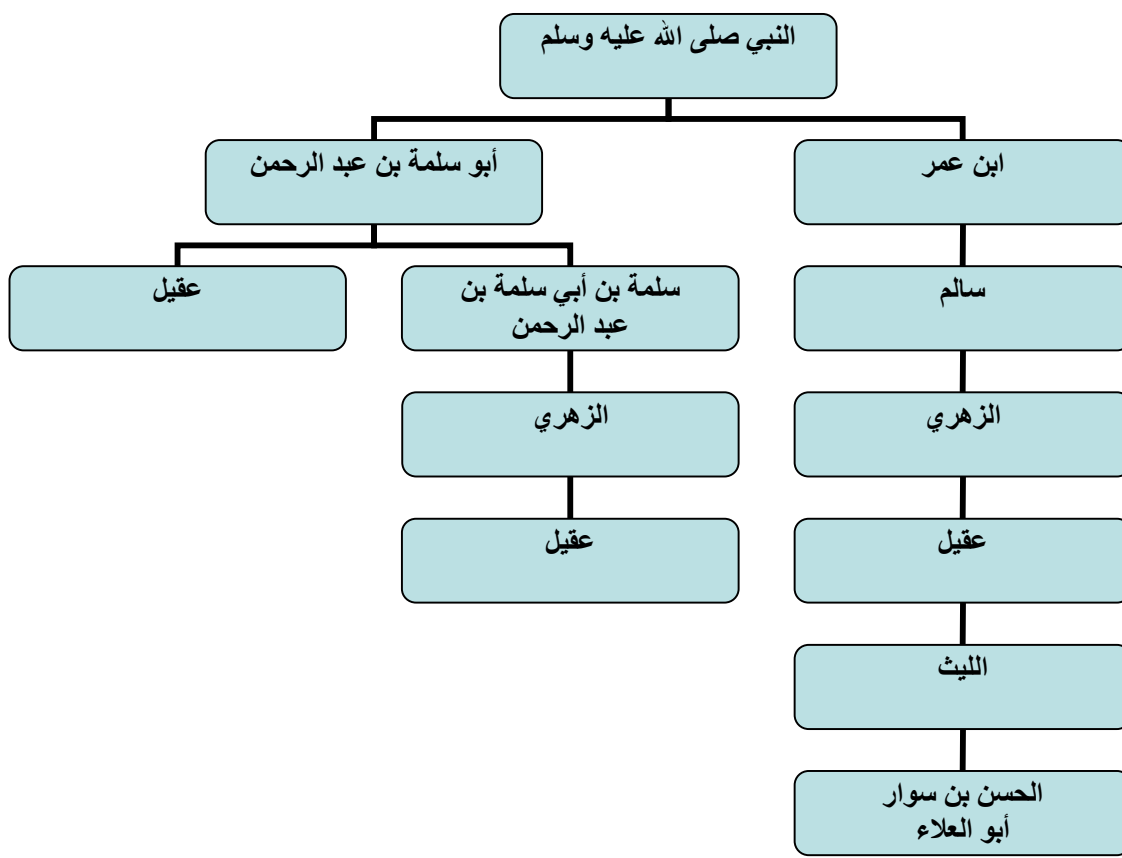 النبي صلى الله عليه وسلم
ابن عمر
أبو سلمة بن عبد الرحمن
سالم
سلمة بن أبي سلمة بن
عبد الرحمن
عقيل
الزهري
الزهري
عقيل
عقيل
الليث
الحسن بن سوار
أبو العلاء